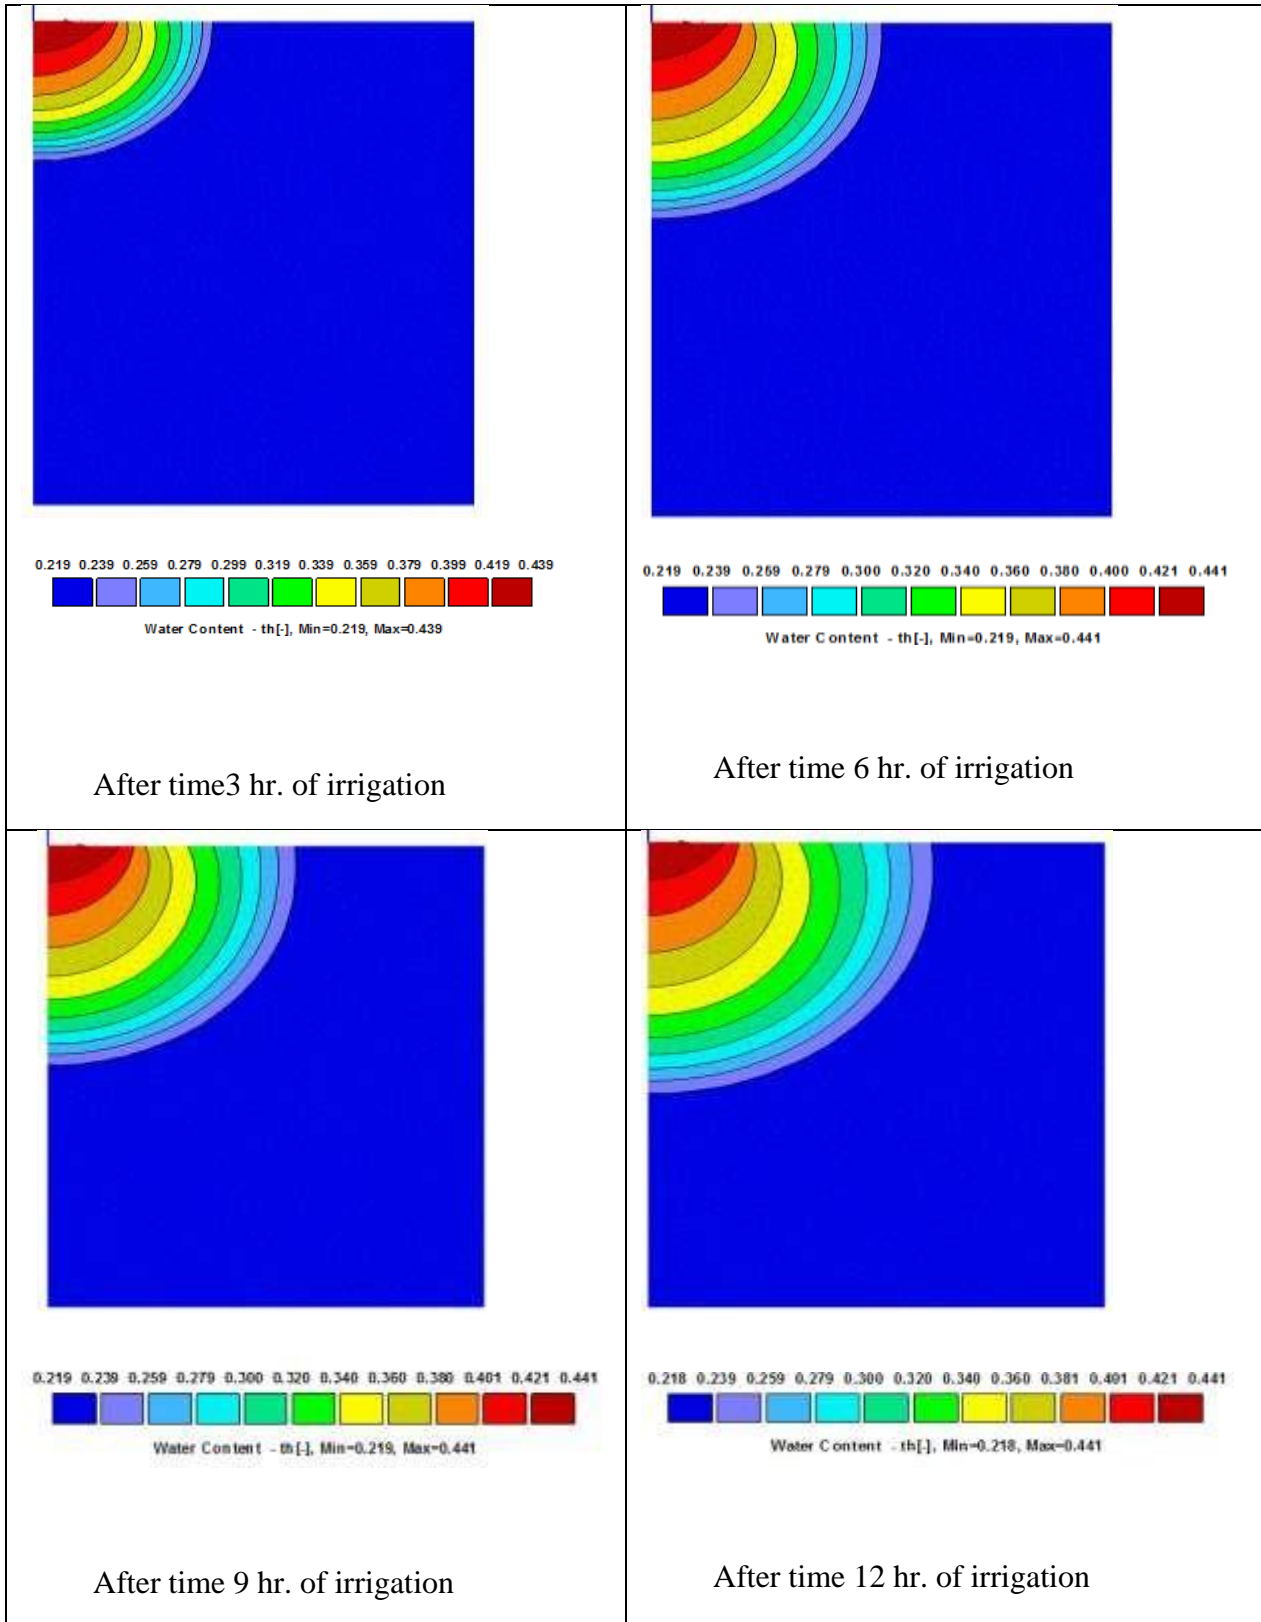 0.219 0.239 0.259 0.279 0.299 0.319 0.339 0.359 0.379 0.399 0.419 0.439
Water Content - th[-], Min=0.219, Max=0.439
After time3 hr. of irrigation
0.219 0.239 0.259 0.279 0.300 0.320 0.340 0.360 0.380 0.400 0.421 0.441
Water Content - th[-], Min=0.219, Max=0.441
After time 6 hr. of irrigation
0.219 0.239 0.259 0.279 0.300 0.320 0.340 0.360 0.380 0.401 0.421 0.441
Water Content - th[-], Min=0.219, Max=0.441
After time 9 hr. of irrigation
0.218 0.239 0.259 0.279 0.300 0.320 0.340 0.360 0.381 0.401 0.421 0.441
Water Content - th[-], Min=0.218, Max=0.441
After time 12 hr. of irrigation